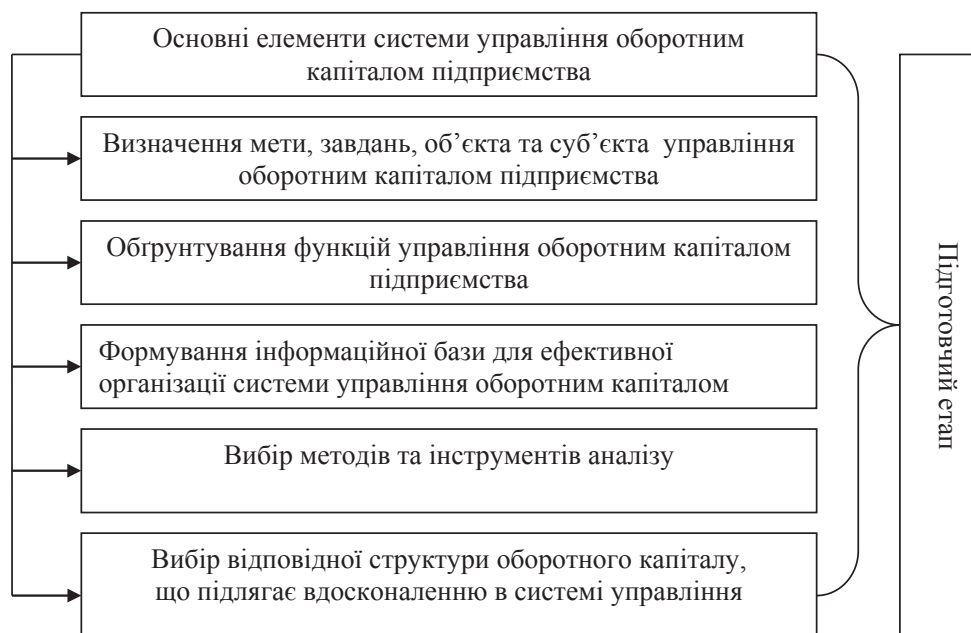 Основні елементи системи управління оборотним
капіталом підприємства
Визначення мети, завдань, об’єкта та суб’єкта управління
оборотним капіталом підприємства
Обґрунтування функцій управління оборотним капіталом
підприємства
Формування інформаційної бази для ефективної
організації системи управління оборотним капіталом
Вибір методів та інструментів аналізу
Вибір відповідної структури оборотного капіталу,
що підлягає вдосконаленню в системі управління
Підготовчий етап